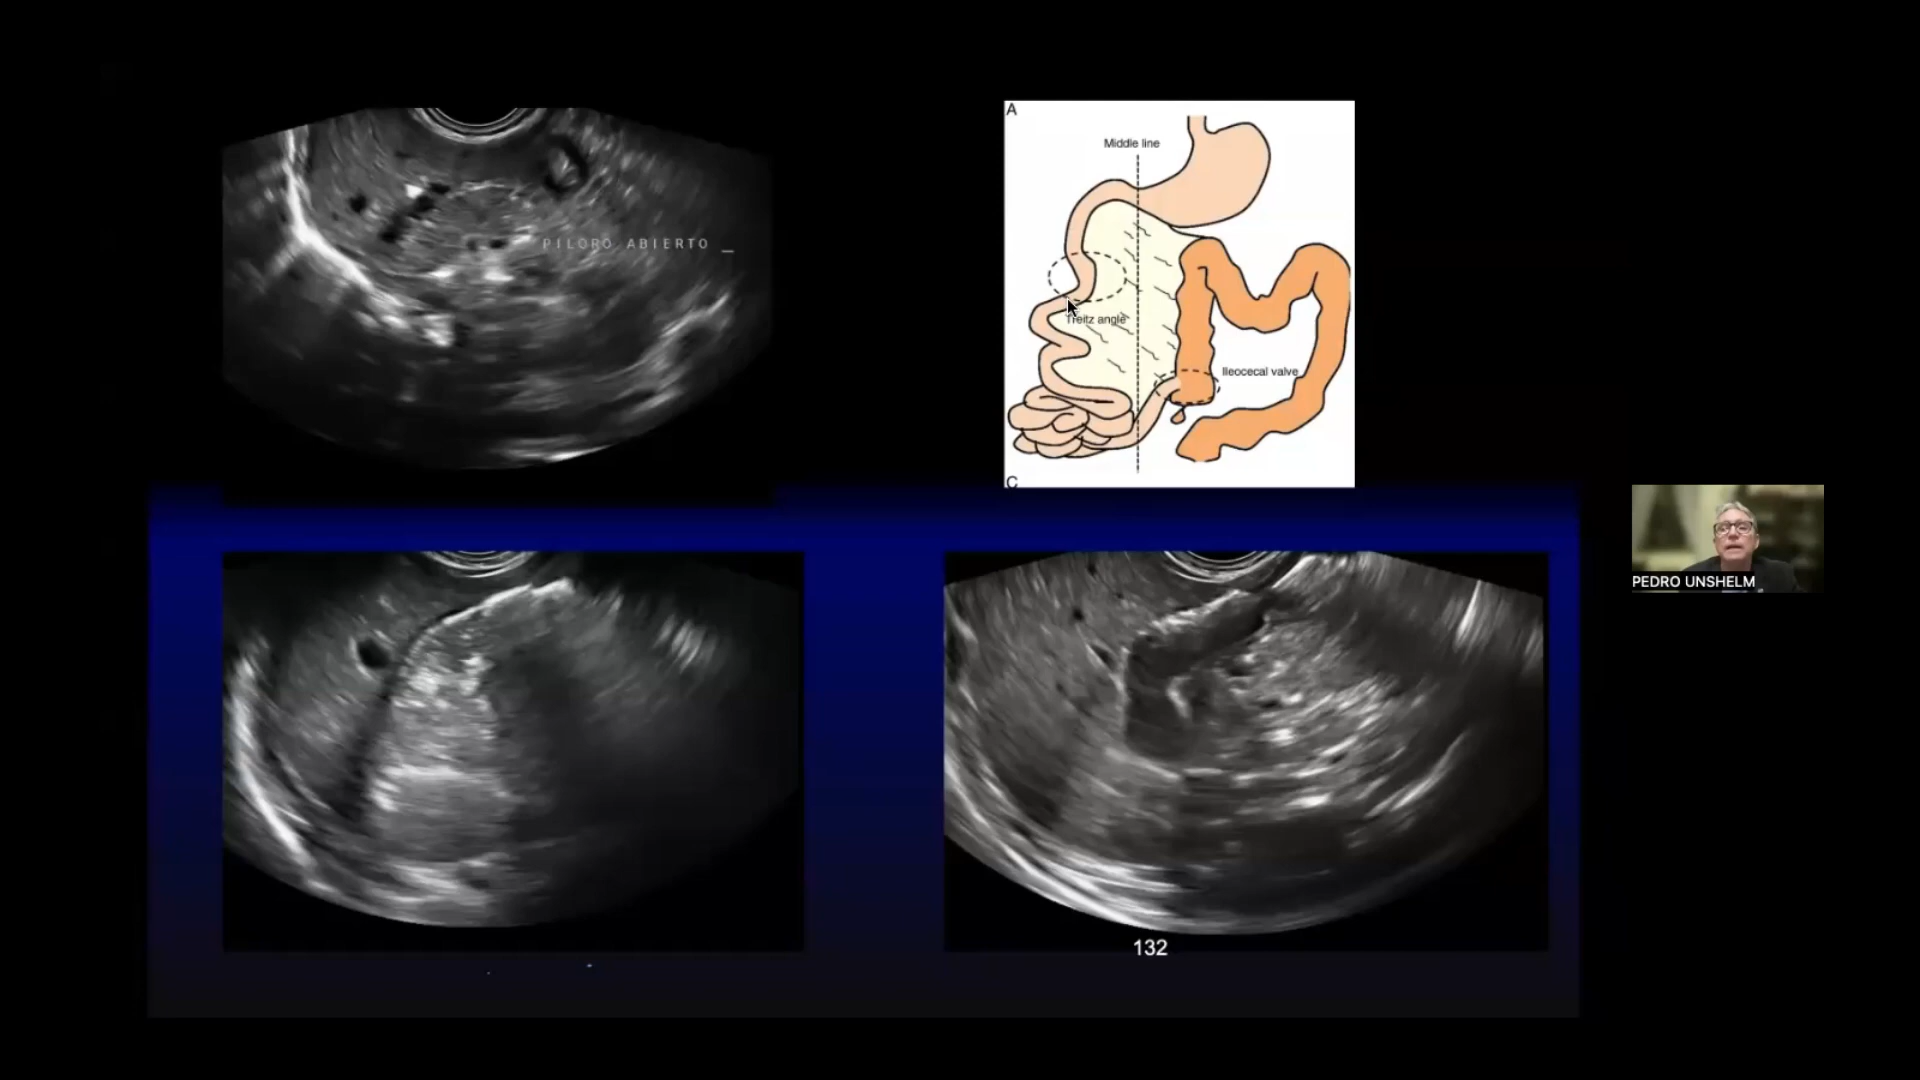 PILORO ABIERTO _
A
Middle line
Treitz angle
Ileocecal valve
C
PEDRO UNSHELM
132